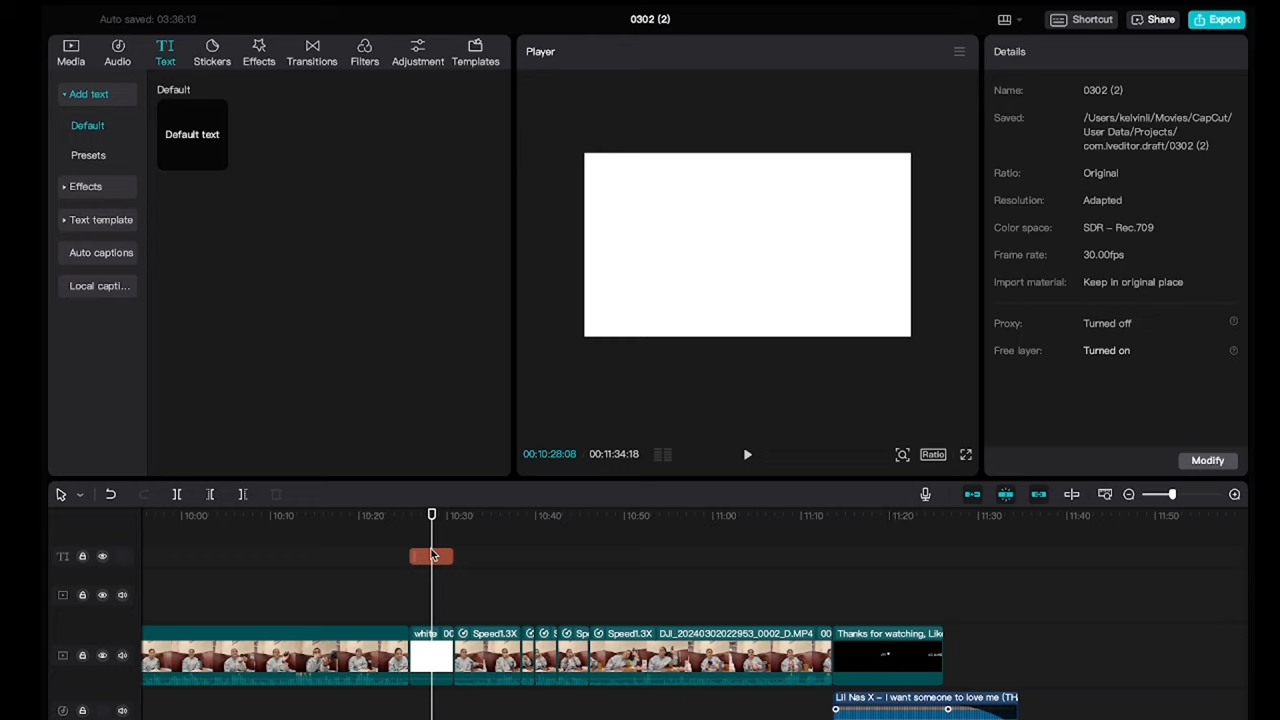 Auto saved: 03:36:13
0302 (2)
Shortcut
Share
Export
Media
Audio
TI
Text
Stickers
Effects
Transitions
Filters
Adjustment
Templates
Player
Details
Add text
Default
Presets
Effects
Text template
Auto captions
Local capti...
Default
Default text
Name:
0302 (2)
Saved:
/Users/kelvinli/Movies/CapCut/
User Data/Projects/
com.lveditor.draft/0302 (2)
Ratio:
Original
Resolution:
Adapted
Color space:
SDR – Rec.709
Frame rate:
30.00fps
Import material:
Keep in original place
Proxy:
Turned off
Free layer:
Turned on
00:10:28:08
00:11:34:18
Ratio
Modify
10:00
10:10
10:20
10:30
10:40
10:50
11:00
11:10
11:20
11:30
11:40
11:50
TI
white
00
Speed1.3X
S
Sp
Speed1.3X
DJI_20240302022953_0002_D.MP4
00
Thanks for watching, Like
Lil Nas X – I want someone to love me (TH